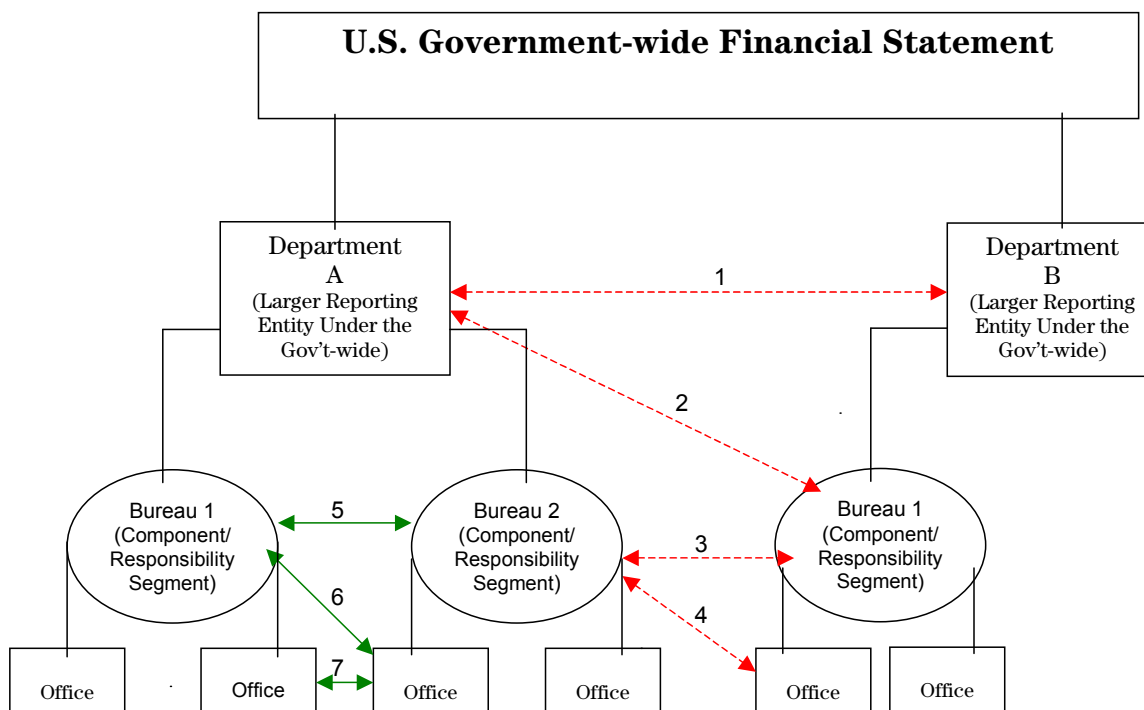 U.S. Government-wide Financial Statement
Department
A
(Larger Reporting
Entity Under the
Gov't-wide)
Department
B
(Larger Reporting
Entity Under the
Gov't-wide)
1
2
Bureau 1
(Component/
Responsibility
Segment)
5
Bureau 2
(Component/
Responsibility
Segment)
3
Bureau 1
(Component/
Responsibility
Segment)
6
4
7
Office
Office
Office
Office
Office
Office